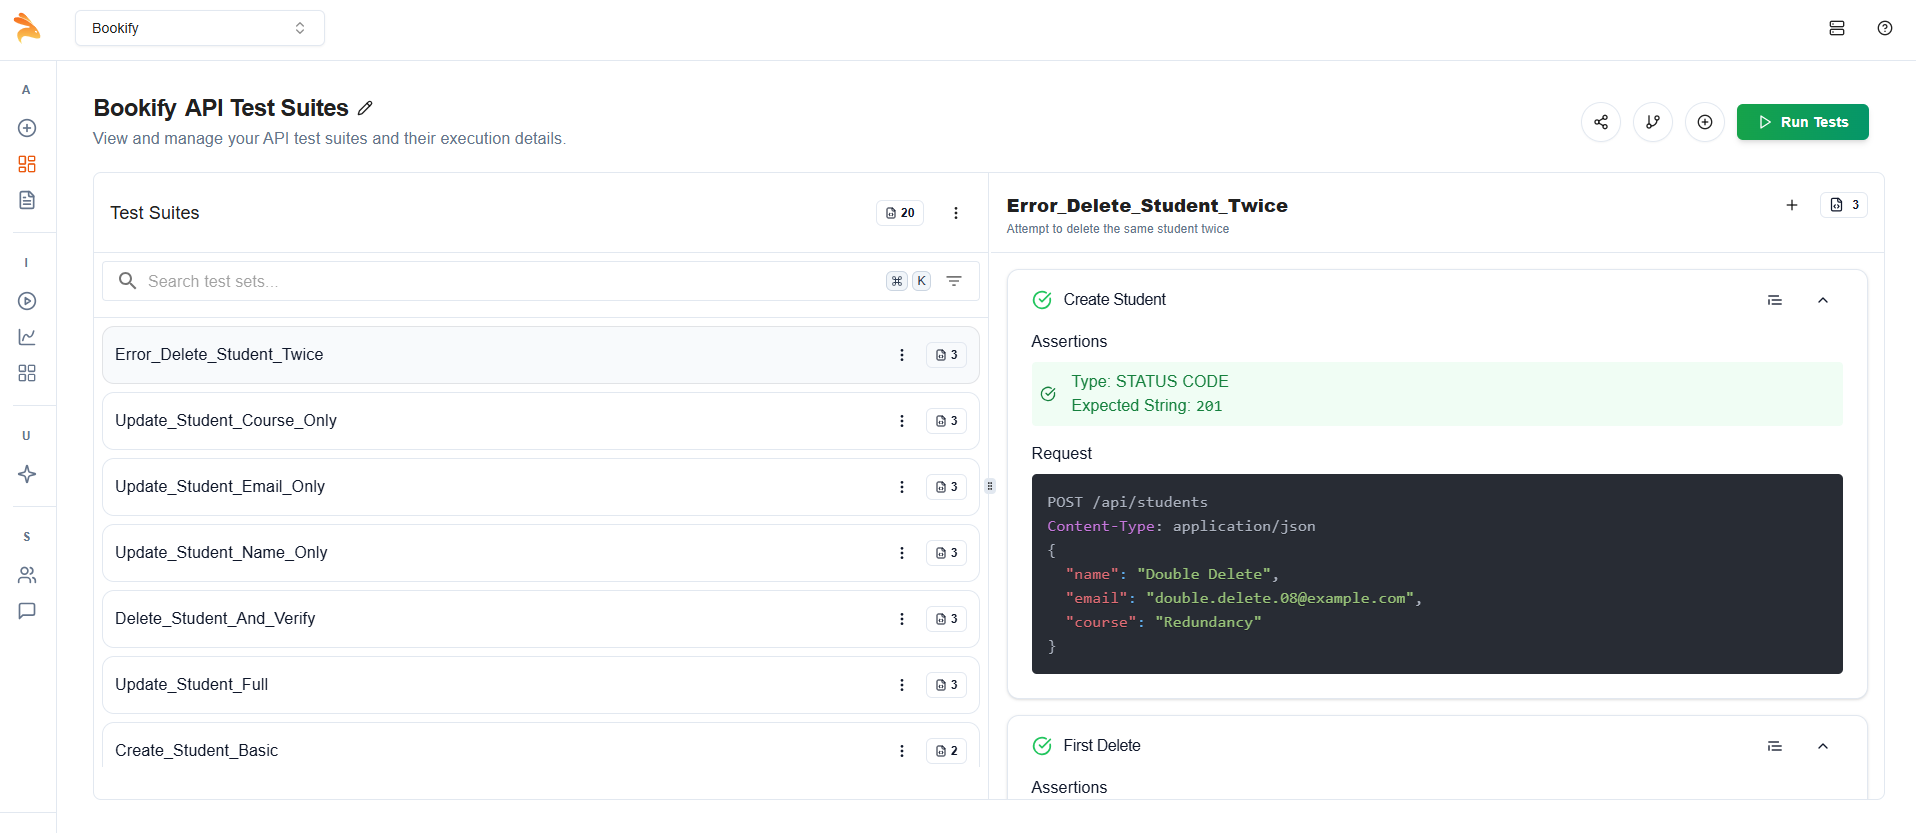 Bookify
A
I
U
S
Bookify API Test Suites
View and manage your API test suites and their execution details.
Run Tests
Test Suites
20
Search test sets...
⌘ K
Error_Delete_Student_Twice
3
Update_Student_Course_Only
3
Update_Student_Email_Only
3
Update_Student_Name_Only
3
Delete_Student_And_Verify
3
Update_Student_Full
3
Create_Student_Basic
2
Error_Delete_Student_Twice
3
Attempt to delete the same student twice
Create Student
Assertions
Type: STATUS CODE
Expected String: 201
Request
POST /api/students
Content-Type: application/json
{
"name": "Double Delete",
"email": "double.delete.08@example.com",
"course": "Redundancy"
}
First Delete
Assertions